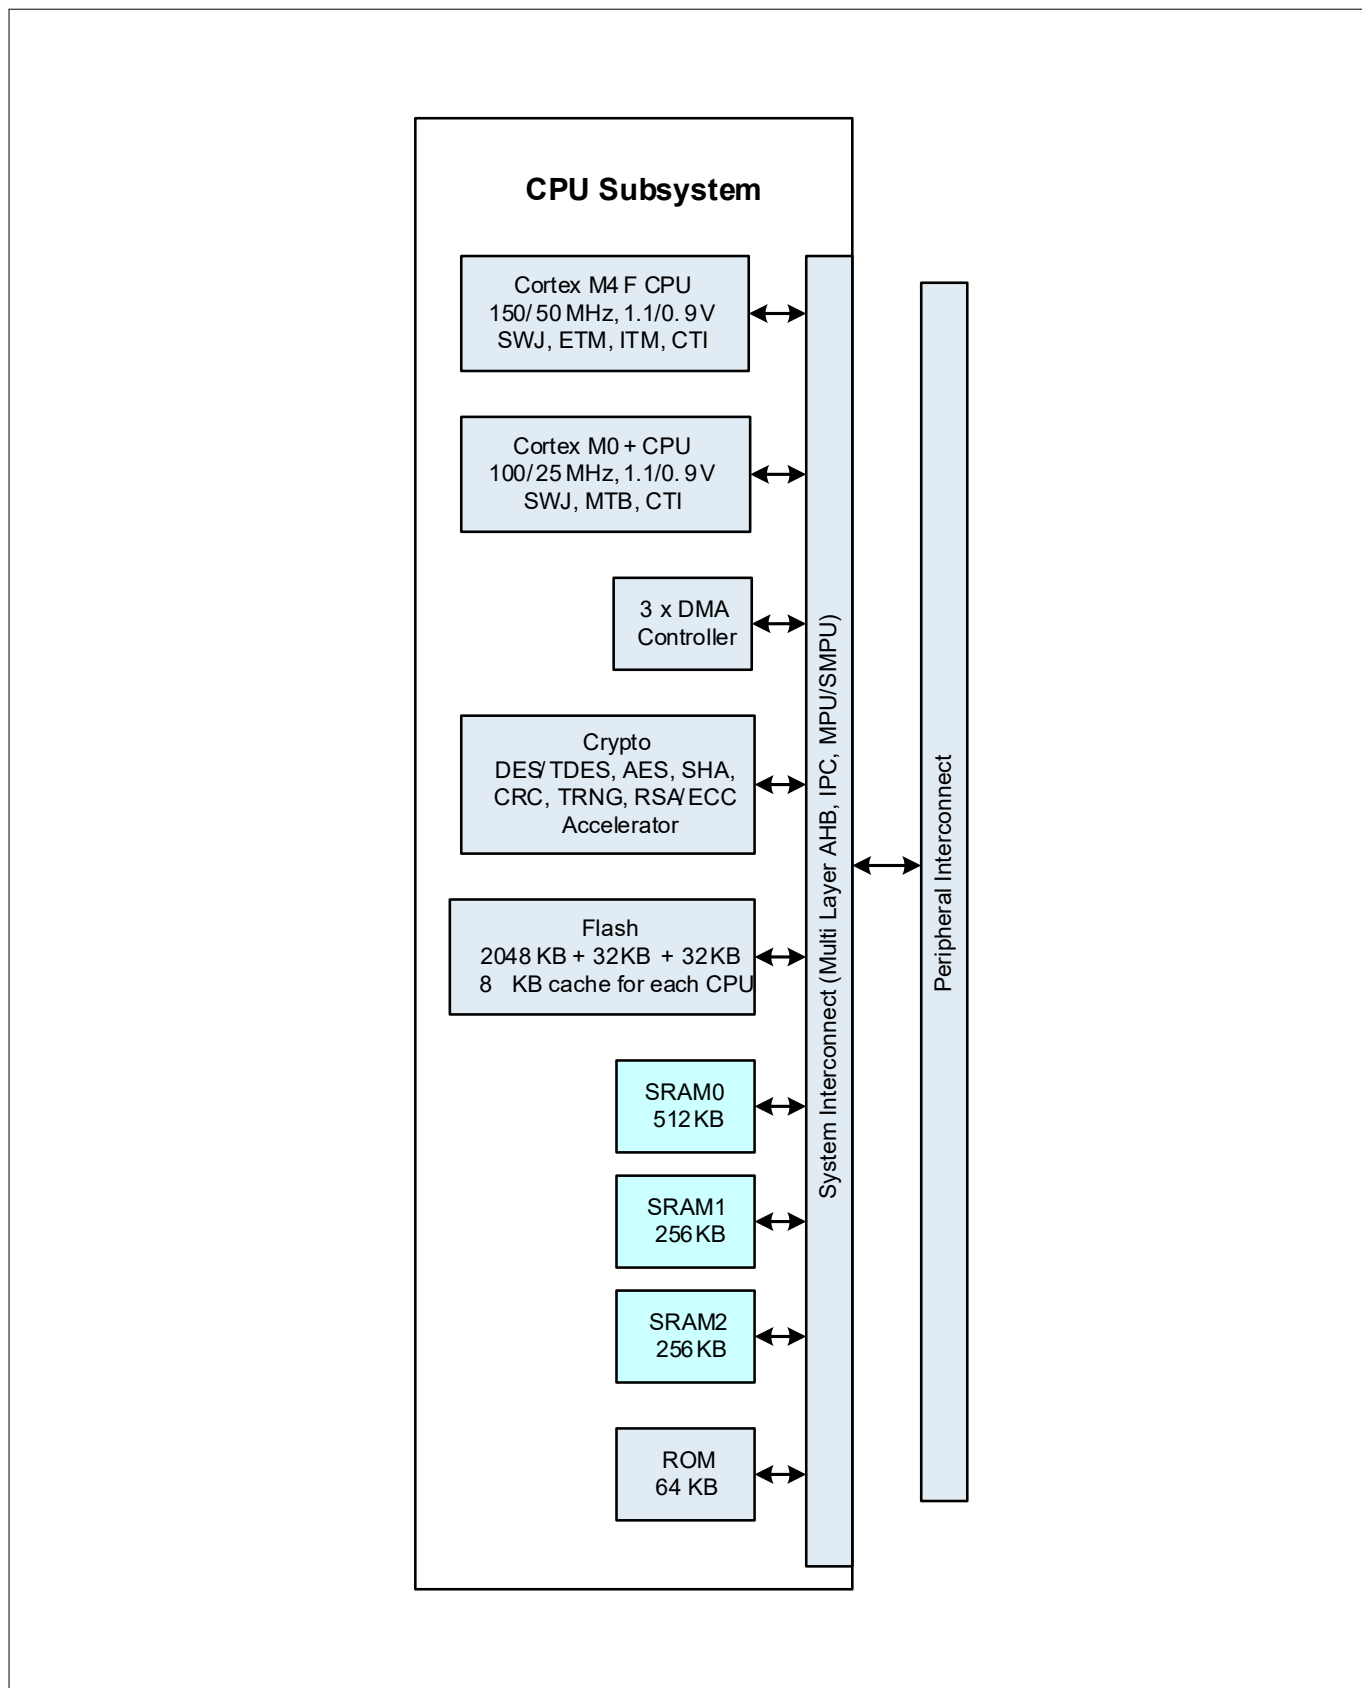 CPU Subsystem
Cortex M4F CPU
150/50 MHz, 1.1/0.9 V
SWJ, ETM, ITM, CTI
Cortex M0+ CPU
100/25 MHz, 1.1/0.9 V
SWJ, MTB, CTI
3 x DMA
Controller
Crypto
DES/TDES, AES, SHA,
CRC, TRNG, RSA/ECC
Accelerator
Flash
2048 KB + 32 KB + 32 KB
8 KB cache for each CPU
SRAM0
512 KB
SRAM1
256 KB
SRAM2
256 KB
ROM
64 KB
System Interconnect (Multi Layer AHB, IPC, MPU/SMPU)
Peripheral Interconnect